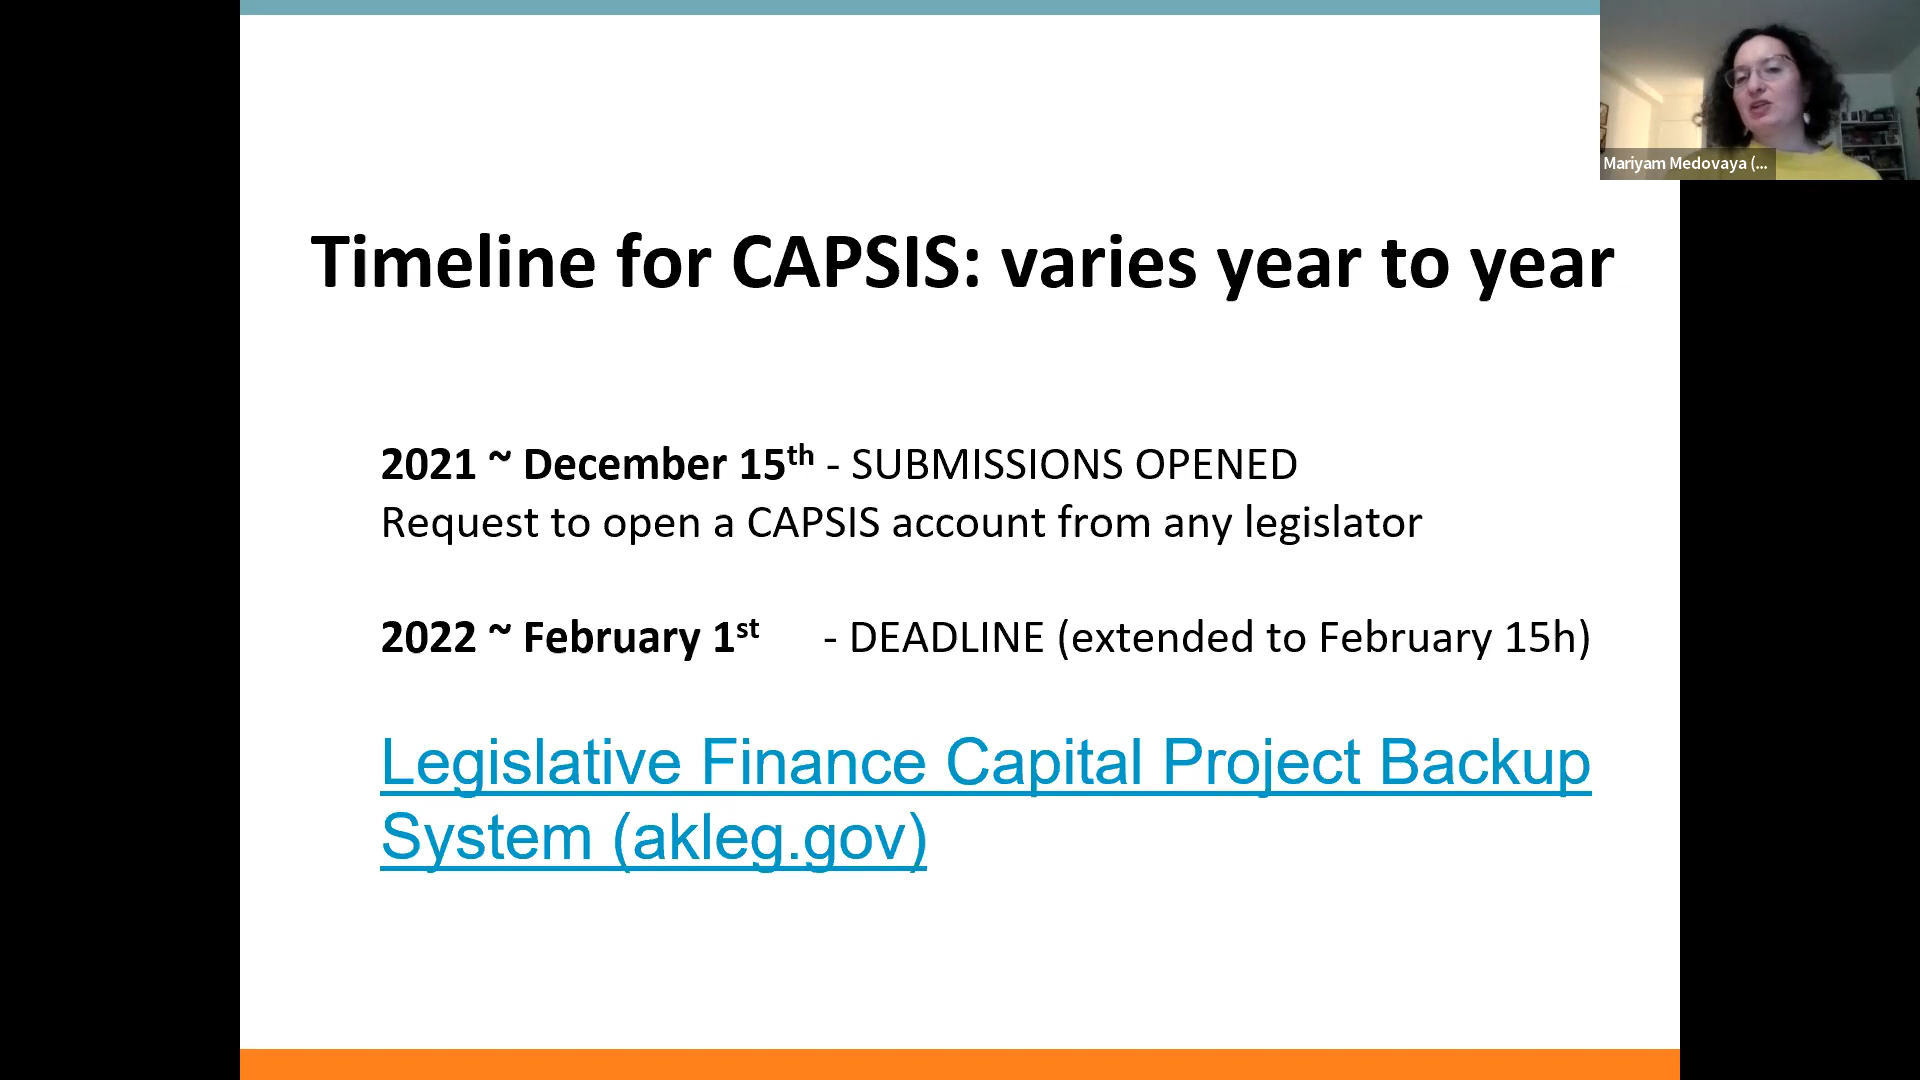 Mariyam Medovaya (...
Timeline for CAPSIS: varies year to year
2021 ~ December 15th - SUBMISSIONS OPENED
Request to open a CAPSIS account from any legislator
2022 ~ February 1st - DEADLINE (extended to February 15h)
Legislative Finance Capital Project Backup
System (akleg.gov)